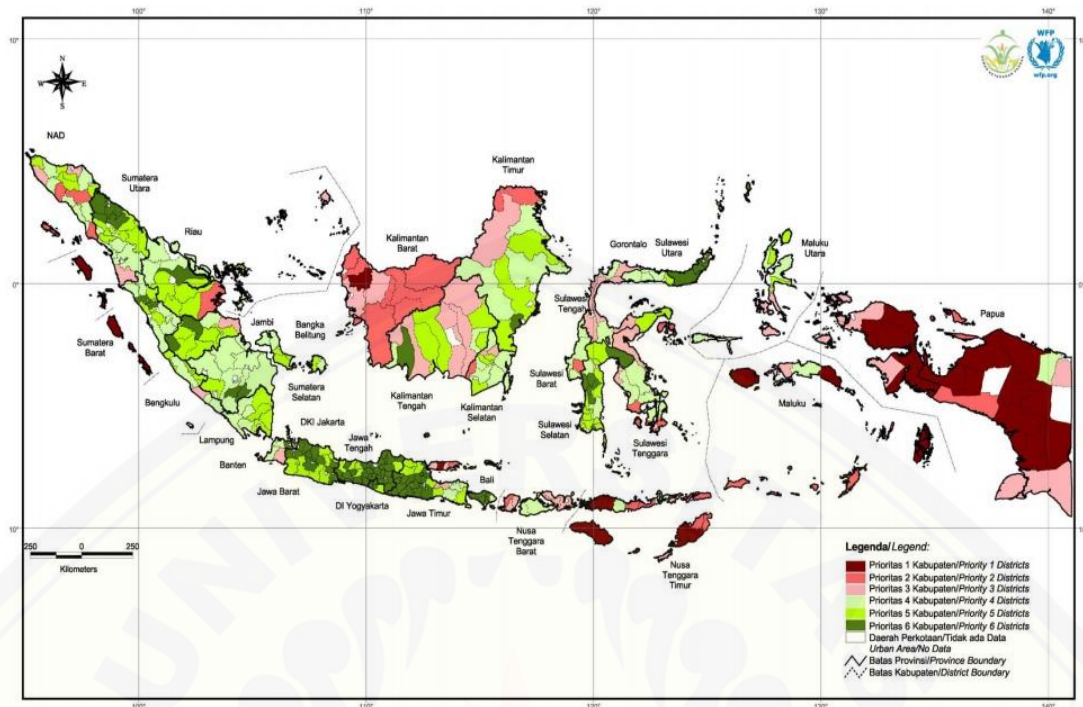 100°
110°
120°
130°
140°
10°
N
W
E
S
WFP
wfp.org
NAD
Sumatera
Utara
Riau
Kalimantan
Timur
Kalimantan
Barat
Gorontalo
Sulawesi
Utara
Maluku
Utara
0°
Sulawesi
Tengah
Papua
Jambi
Bangka
Belitung
Sumatera
Barat
Sumatera
Selatan
Bengkulu
Kalimantan
Tengah
Kalimantan
Selatan
Sulawesi
Barat
Maluku
Sulawesi
Selatan
Sulawesi
Tenggara
DKI Jakarta
Lampung
Jawa
Tengah
Banten
Bali
Jawa Barat
DI Yogyakarta
Jawa Timur
10°
Nusa
Tenggara
Barat
Nusa
Tenggara
Timur
250 0 250
Kilometers
Legenda/Legend:
Prioritas 1 Kabupaten/Priority 1 Districts
Prioritas 2 Kabupaten/Priority 2 Districts
Prioritas 3 Kabupaten/Priority 3 Districts
Prioritas 4 Kabupaten/Priority 4 Districts
Prioritas 5 Kabupaten/Priority 5 Districts
Prioritas 6 Kabupaten/Priority 6 Districts
Daerah Perkotaan/Tidak ada Data
Urban Area/No Data
Batas Provinsi/Province Boundary
Batas Kabupaten/District Boundary
UNIVERSITAS